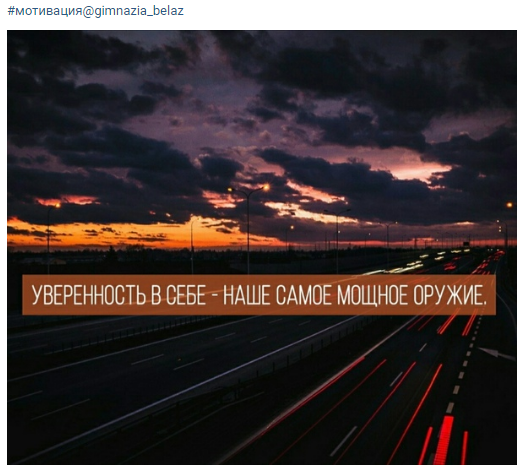 #мотивация@gimnazia_belaz
УВЕРЕННОСТЬ В СЕБЕ - НАШЕ САМОЕ МОЩНОЕ ОРУЖИЕ.